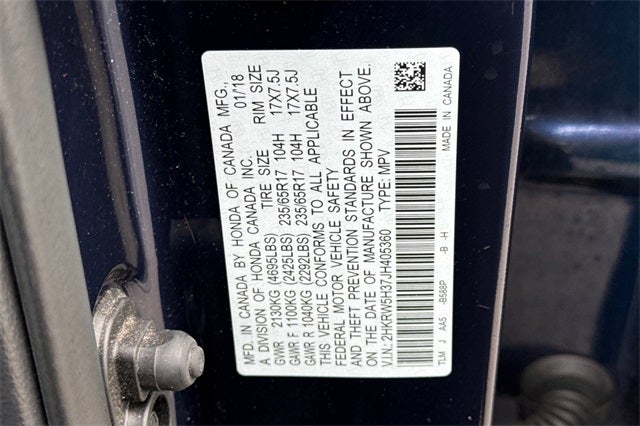 MFD. IN CANADA BY HONDA OF CANADA MFG.,
A DIVISION OF HONDA CANADA INC. 01/18
GVWR 2130KG (4695LBS) TIRE SIZE RIM SIZE
GAWR F 1100KG (2425LBS) 235/65R17 104H 17X7.5J
GAWR R 1040KG (2292LBS) 235/65R17 104H 17X7.5J
THIS VEHICLE CONFORMS TO ALL APPLICABLE
FEDERAL MOTOR VEHICLE SAFETY
AND THEFT PREVENTION STANDARDS IN EFFECT
ON THE DATE OF MANUFACTURE SHOWN ABOVE.
V.I.N.: 2HKRW5H37JH405360 TYPE: MPV
TLM J AA5 -B588P -B -H MADE IN CANADA